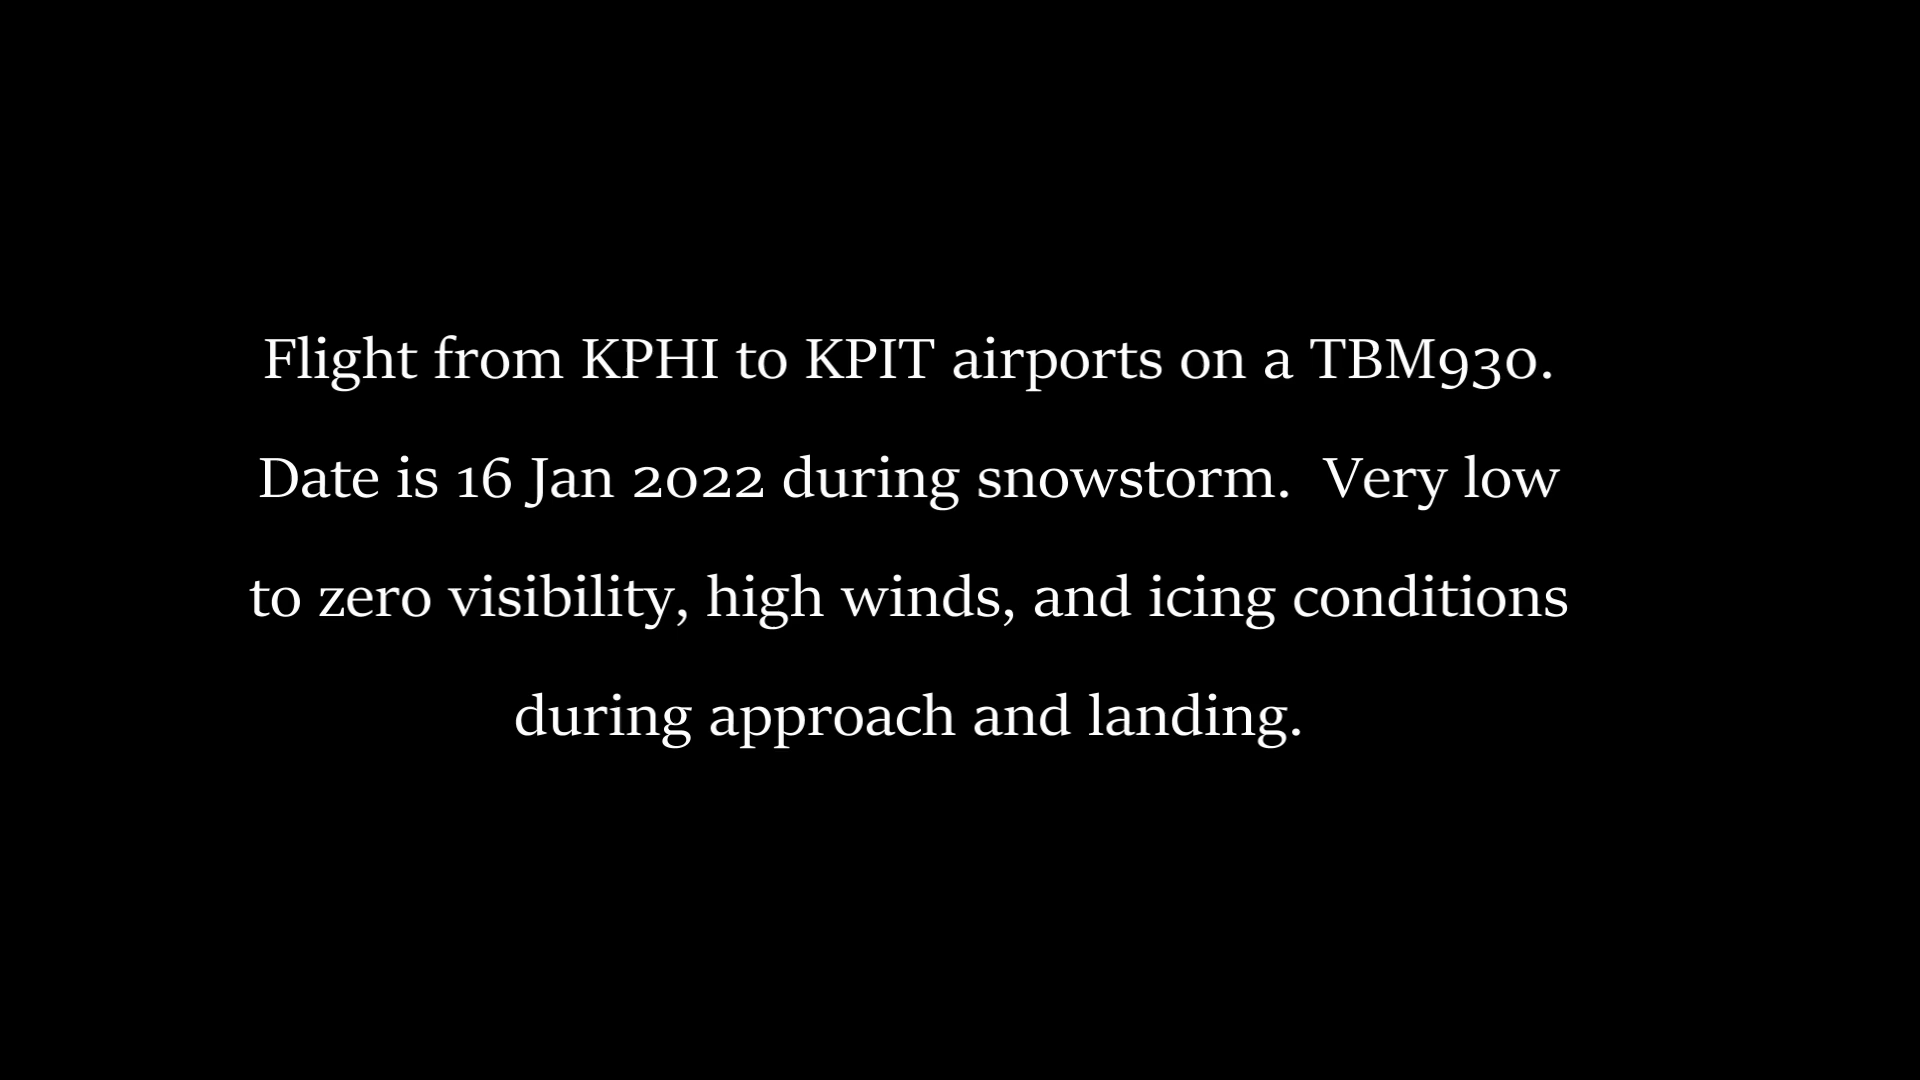 Flight from KPHI to KPIT airports on a TBM930.
Date is 16 Jan 2022 during snowstorm.  Very low
to zero visibility, high winds, and icing conditions
during approach and landing.